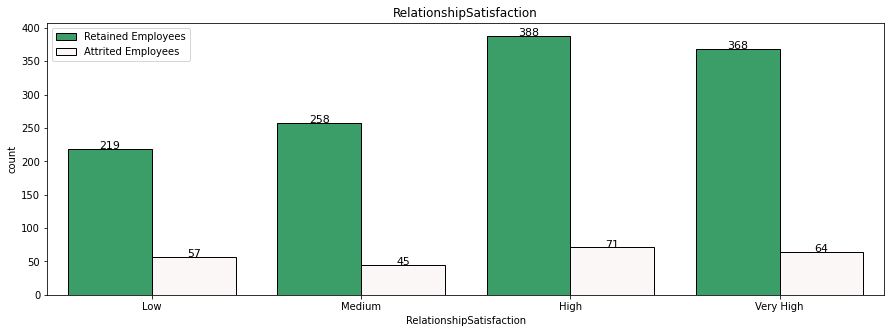 RelationshipSatisfaction
Retained Employees
Attrited Employees
count
400
350
300
250
200
150
100
50
0
219
57
258
45
388
71
368
64
Low
Medium
High
Very High
RelationshipSatisfaction